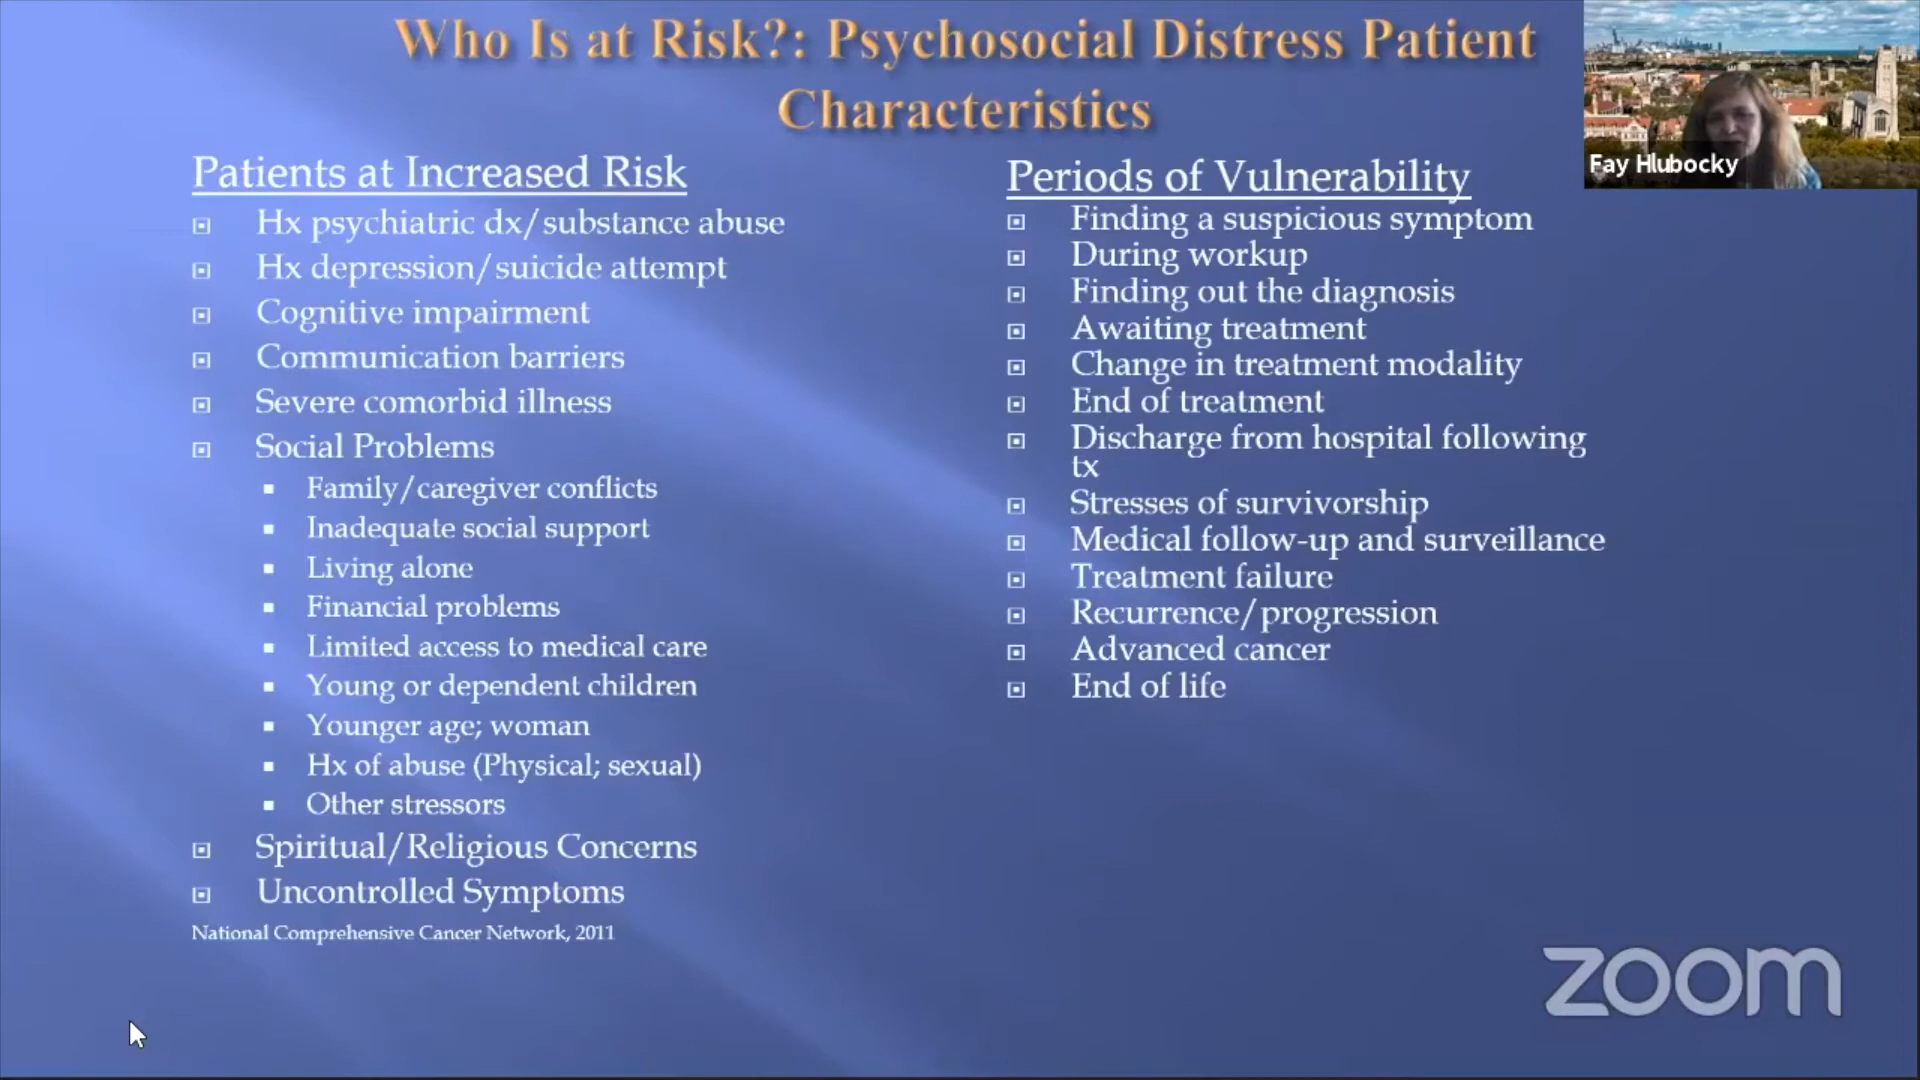 Who Is at Risk?: Psychosocial Distress Patient
Characteristics
Fay Hlubocky
Patients at Increased Risk
Hx psychiatric dx/substance abuse
Hx depression/suicide attempt
Cognitive impairment
Communication barriers
Severe comorbid illness
Social Problems
Family/caregiver conflicts
Inadequate social support
Living alone
Financial problems
Limited access to medical care
Young or dependent children
Younger age; woman
Hx of abuse (Physical; sexual)
Other stressors
Spiritual/Religious Concerns
Uncontrolled Symptoms
National Comprehensive Cancer Network, 2011
Periods of Vulnerability
Finding a suspicious symptom
During workup
Finding out the diagnosis
Awaiting treatment
Change in treatment modality
End of treatment
Discharge from hospital following
tx
Stresses of survivorship
Medical follow-up and surveillance
Treatment failure
Recurrence/progression
Advanced cancer
End of life
zoom